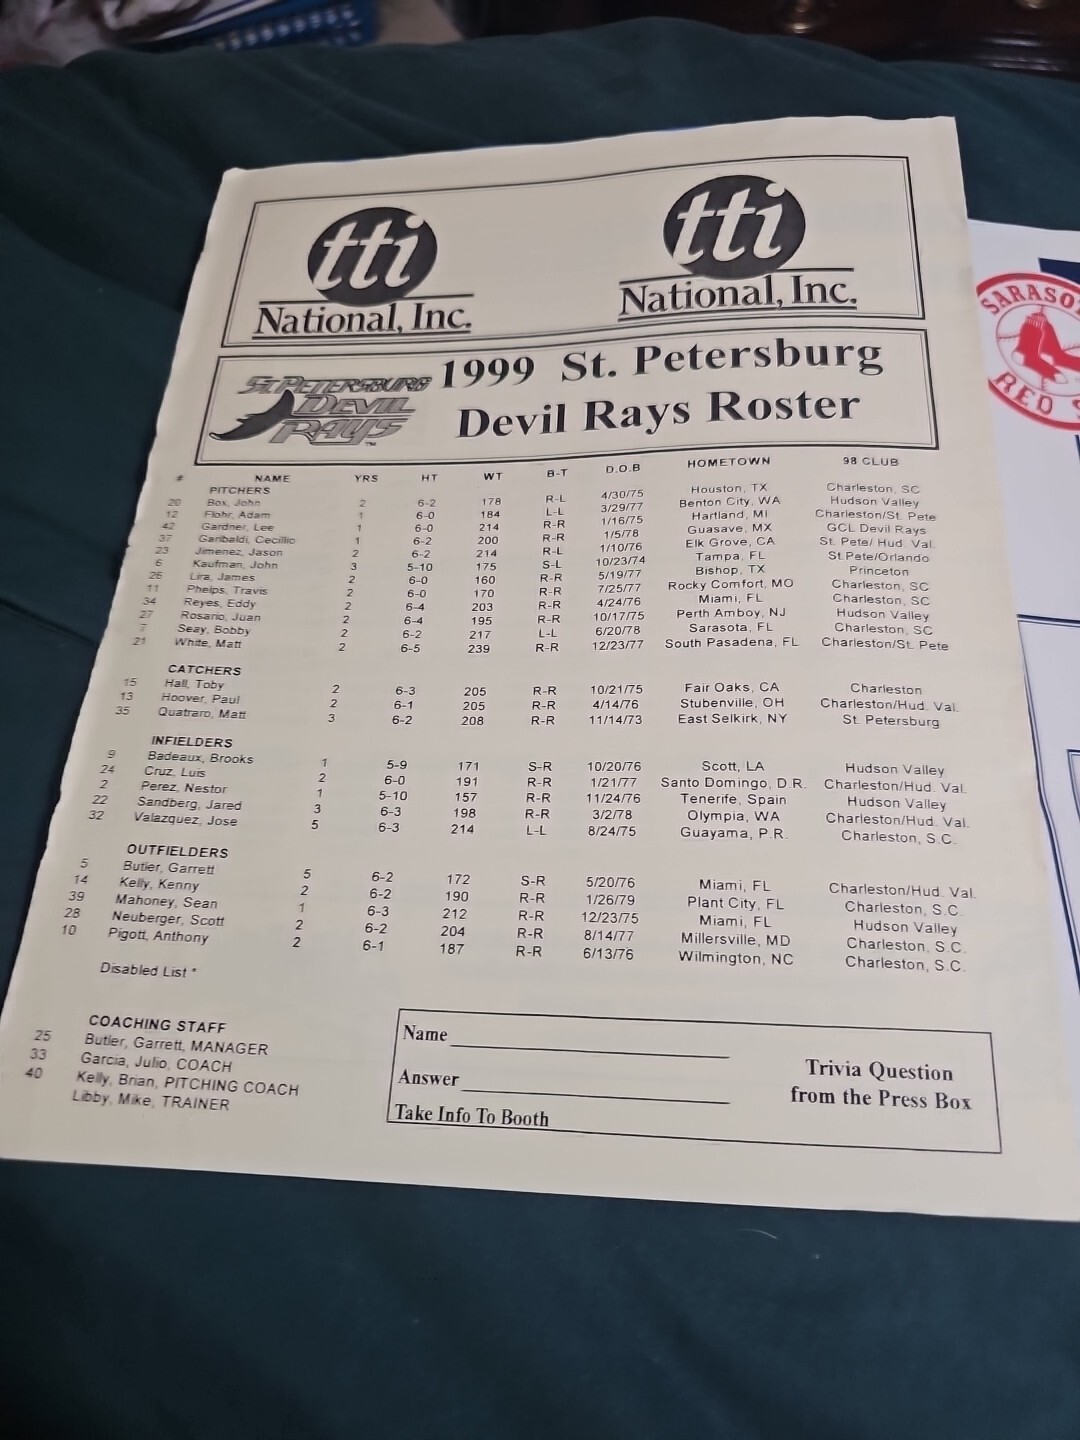 tti
National, Inc.
tti
National, Inc.
ST. PETERSBURG
DEVIL
RAYS
TM
1999 St. Petersburg
Devil Rays Roster
SARASO
RED S
# NAME YRS HT WT B-T D.O.B HOMETOWN 98 CLUB
PITCHERS
20 Box, John 2 6-2 178 R-L 4/30/75 Houston, TX Charleston, SC
12 Flohr, Adam 1 6-0 184 L-L 3/29/77 Benton City, WA Hudson Valley
42 Gardner, Lee 1 6-0 214 R-R 1/16/75 Hartland, MI Charleston/St. Pete
37 Garibaldi, Cecilio 1 6-2 200 R-R 1/5/78 Guasave, MX GCL Devil Rays
23 Jimenez, Jason 2 6-2 214 R-L 1/10/76 Elk Grove, CA St. Pete/ Hud. Val.
6 Kaufman, John 3 5-10 175 S-L 10/23/74 Tampa, FL St.Pete/Orlando
26 Lira, James 2 6-0 160 R-R 5/19/77 Bishop, TX Princeton
11 Phelps, Travis 2 6-0 170 R-R 7/25/77 Rocky Comfort, MO Charleston, SC
34 Reyes, Eddy 2 6-4 203 R-R 4/24/76 Miami, FL Charleston, SC
27 Rosario, Juan 2 6-4 195 R-R 10/17/75 Perth Amboy, NJ Hudson Valley
7 Seay, Bobby 2 6-2 217 L-L 6/20/78 Sarasota, FL Charleston, SC
21 White, Matt 2 6-5 239 R-R 12/23/77 South Pasadena, FL Charleston/St. Pete
CATCHERS
15 Hall, Toby 2 6-3 205 R-R 10/21/75 Fair Oaks, CA Charleston
13 Hoover, Paul 2 6-1 205 R-R 4/14/76 Stubenville, OH Charleston/Hud. Val.
35 Quatraro, Matt 3 6-2 208 R-R 11/14/73 East Selkirk, NY St. Petersburg
INFIELDERS
9 Badeaux, Brooks 1 5-9 171 S-R 10/20/76 Scott, LA Hudson Valley
24 Cruz, Luis 2 6-0 191 R-R 1/21/77 Santo Domingo, D.R. Charleston/Hud. Val.
2 Perez, Nestor 1 5-10 157 R-R 11/24/76 Tenerife, Spain Hudson Valley
22 Sandberg, Jared 3 6-3 198 R-R 3/2/78 Olympia, WA Charleston/Hud. Val.
32 Valazquez, Jose 5 6-3 214 L-L 8/24/75 Guayama, P.R. Charleston, S.C.
OUTFIELDERS
5 Butler, Garrett 5 6-2 172 S-R 5/20/76 Miami, FL Charleston/Hud. Val.
14 Kelly, Kenny 2 6-2 190 R-R 1/26/79 Plant City, FL Charleston, S.C.
39 Mahoney, Sean 1 6-3 212 R-R 12/23/75 Miami, FL Hudson Valley
28 Neuberger, Scott 2 6-2 204 R-R 8/14/77 Millersville, MD Charleston, S.C.
10 Pigott, Anthony 2 6-1 187 R-R 6/13/76 Wilmington, NC Charleston, S.C.
Disabled List *
COACHING STAFF
25 Butler, Garrett, MANAGER
33 Garcia, Julio, COACH
40 Kelly, Brian, PITCHING COACH
Libby, Mike, TRAINER
Name
Answer
Take Info To Booth
Trivia Question
from the Press Box